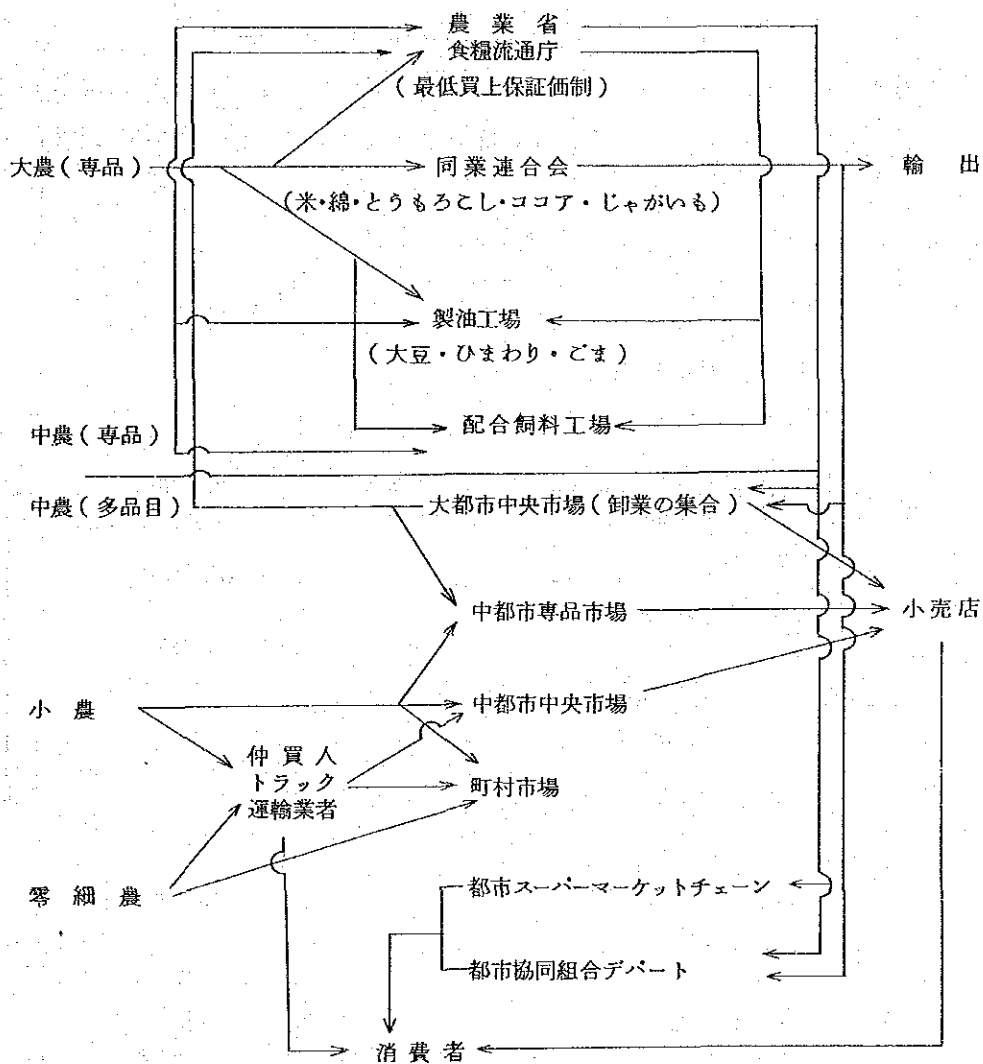 農業省
食糧流通庁
(最低買上保証価制)
大農(専品)
同業連合会
輸出
(米・綿・とうもろこし・ココア・じゃがいも)
製油工場
(大豆・ひまわり・ごま)
中農(専品)
配合飼料工場
中農(多品目)
大都市中央市場(卸業の集合)
中都市専品市場
小売店
小農
中都市中央市場
仲買人
トラック
運輸業者
町村市場
零細農
都市スーパーマーケットチェーン
都市協同組合デパート
消費者